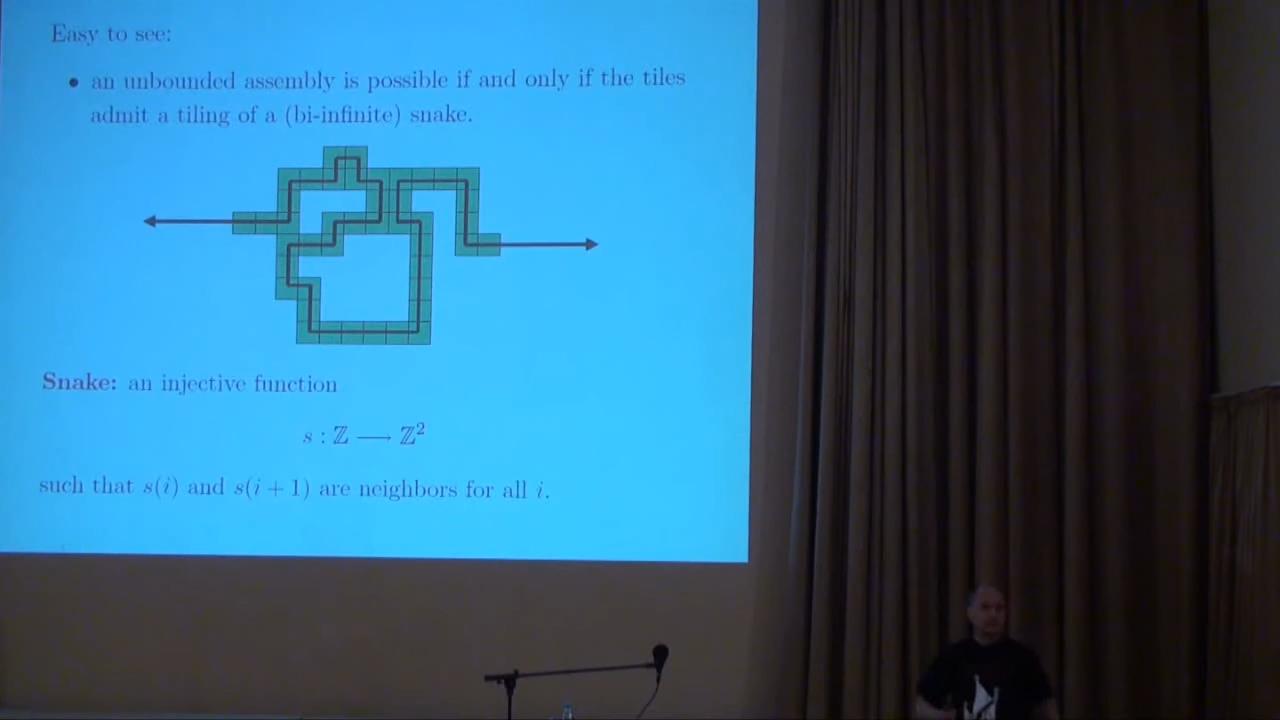 Easy to see:
• an unbounded assembly is possible if and only if the tiles
admit a tiling of a (bi-infinite) snake.
Snake: an injective function
s : ℤ ⟶ ℤ²
such that s(i) and s(i + 1) are neighbors for all i.